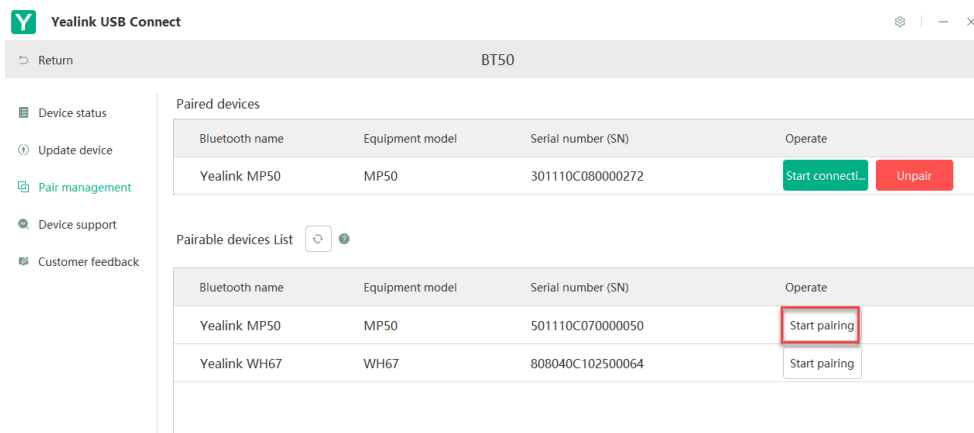 Y Yealink USB Connect
Return BT50
Device status
Update device
Pair management
Device support
Customer feedback
Paired devices
Bluetooth name Equipment model Serial number (SN) Operate
Yealink MP50 MP50 301110C080000272 Start connecti... Unpair
Pairable devices List ?
Bluetooth name Equipment model Serial number (SN) Operate
Yealink MP50 MP50 501110C070000050 Start pairing
Yealink WH67 WH67 808040C102500064 Start pairing